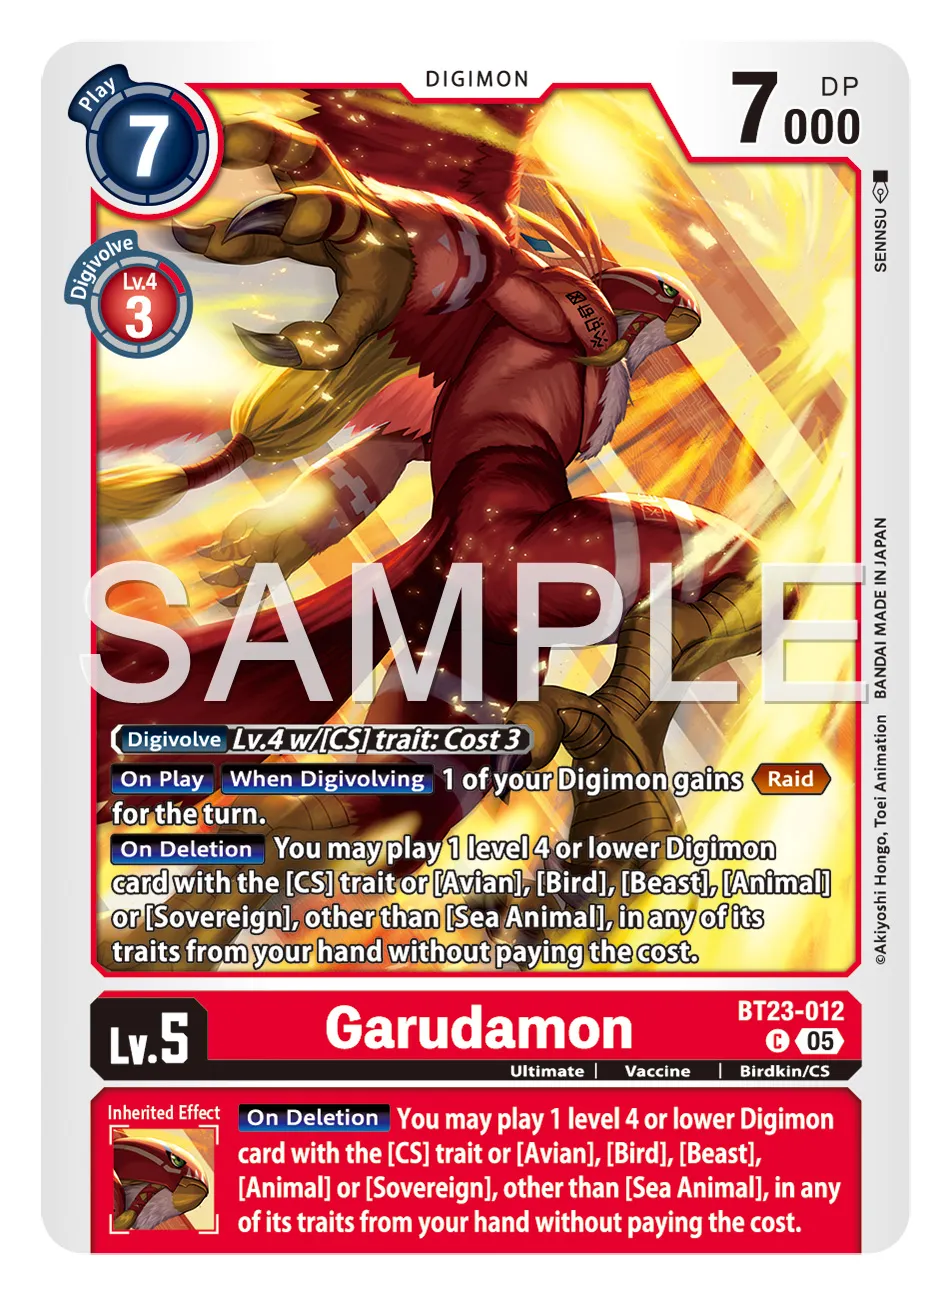 DIGIMON
Play
7
7000
DP
Digivolve
Lv.4
3
SENNSU
SAMPLE
©Akiyoshi Hongo, Toei Animation BANDAI MADE IN JAPAN
Digivolve Lv.4 w/[CS] trait: Cost 3
On Play When Digivolving 1 of your Digimon gains Raid
for the turn.
On Deletion You may play 1 level 4 or lower Digimon
card with the [CS] trait or [Avian], [Bird], [Beast], [Animal]
or [Sovereign], other than [Sea Animal], in any of its
traits from your hand without paying the cost.
Lv.5
Garudamon
BT23-012
C 05
Ultimate | Vaccine | Birdkin/CS
Inherited Effect
On Deletion You may play 1 level 4 or lower Digimon
card with the [CS] trait or [Avian], [Bird], [Beast],
[Animal] or [Sovereign], other than [Sea Animal], in any
of its traits from your hand without paying the cost.